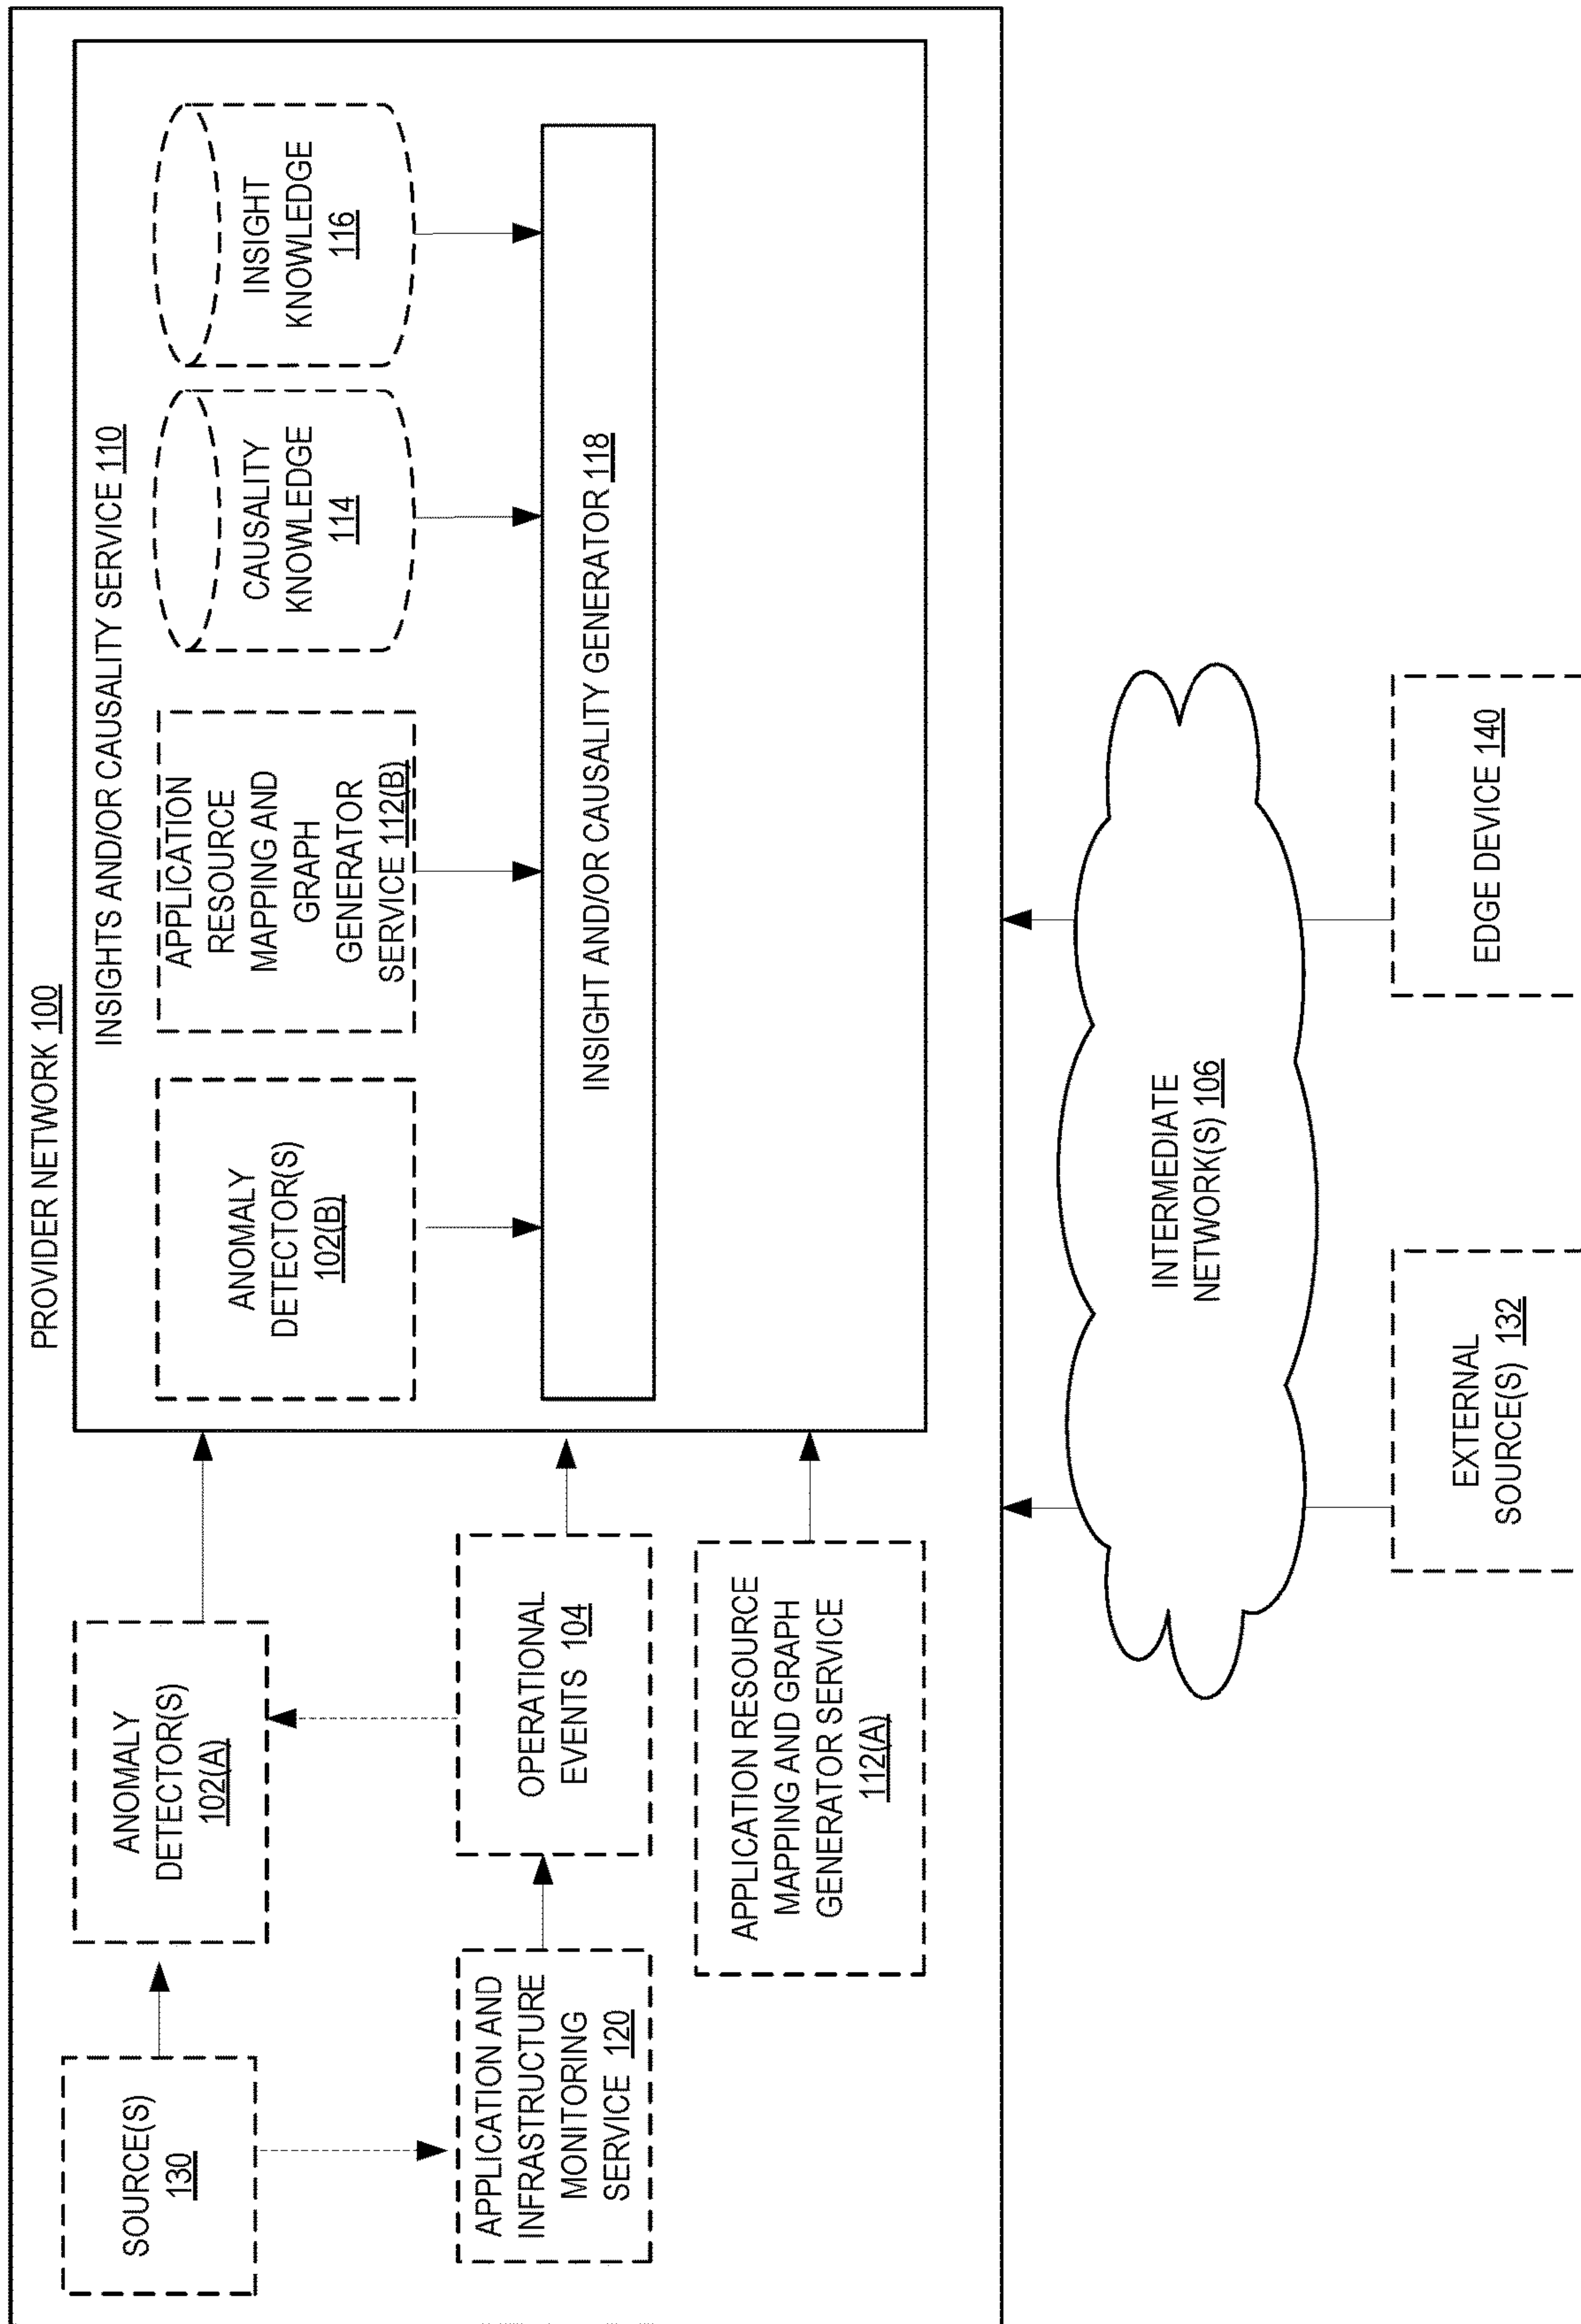 PROVIDER NETWORK 100
SOURCE(S)
130
ANOMALY
DETECTOR(S)
102(A)
APPLICATION AND
INFRASTRUCTURE
MONITORING
SERVICE 120
OPERATIONAL
EVENTS 104
APPLICATION RESOURCE
MAPPING AND GRAPH
GENERATOR SERVICE
112(A)
INSIGHTS AND/OR CAUSALITY SERVICE 110
ANOMALY
DETECTOR(S)
102(B)
APPLICATION
RESOURCE
MAPPING AND
GRAPH
GENERATOR
SERVICE 112(B)
CAUSALITY
KNOWLEDGE
114
INSIGHT
KNOWLEDGE
116
INSIGHT AND/OR CAUSALITY GENERATOR 118
INTERMEDIATE
NETWORK(S) 106
EXTERNAL
SOURCE(S) 132
EDGE DEVICE 140